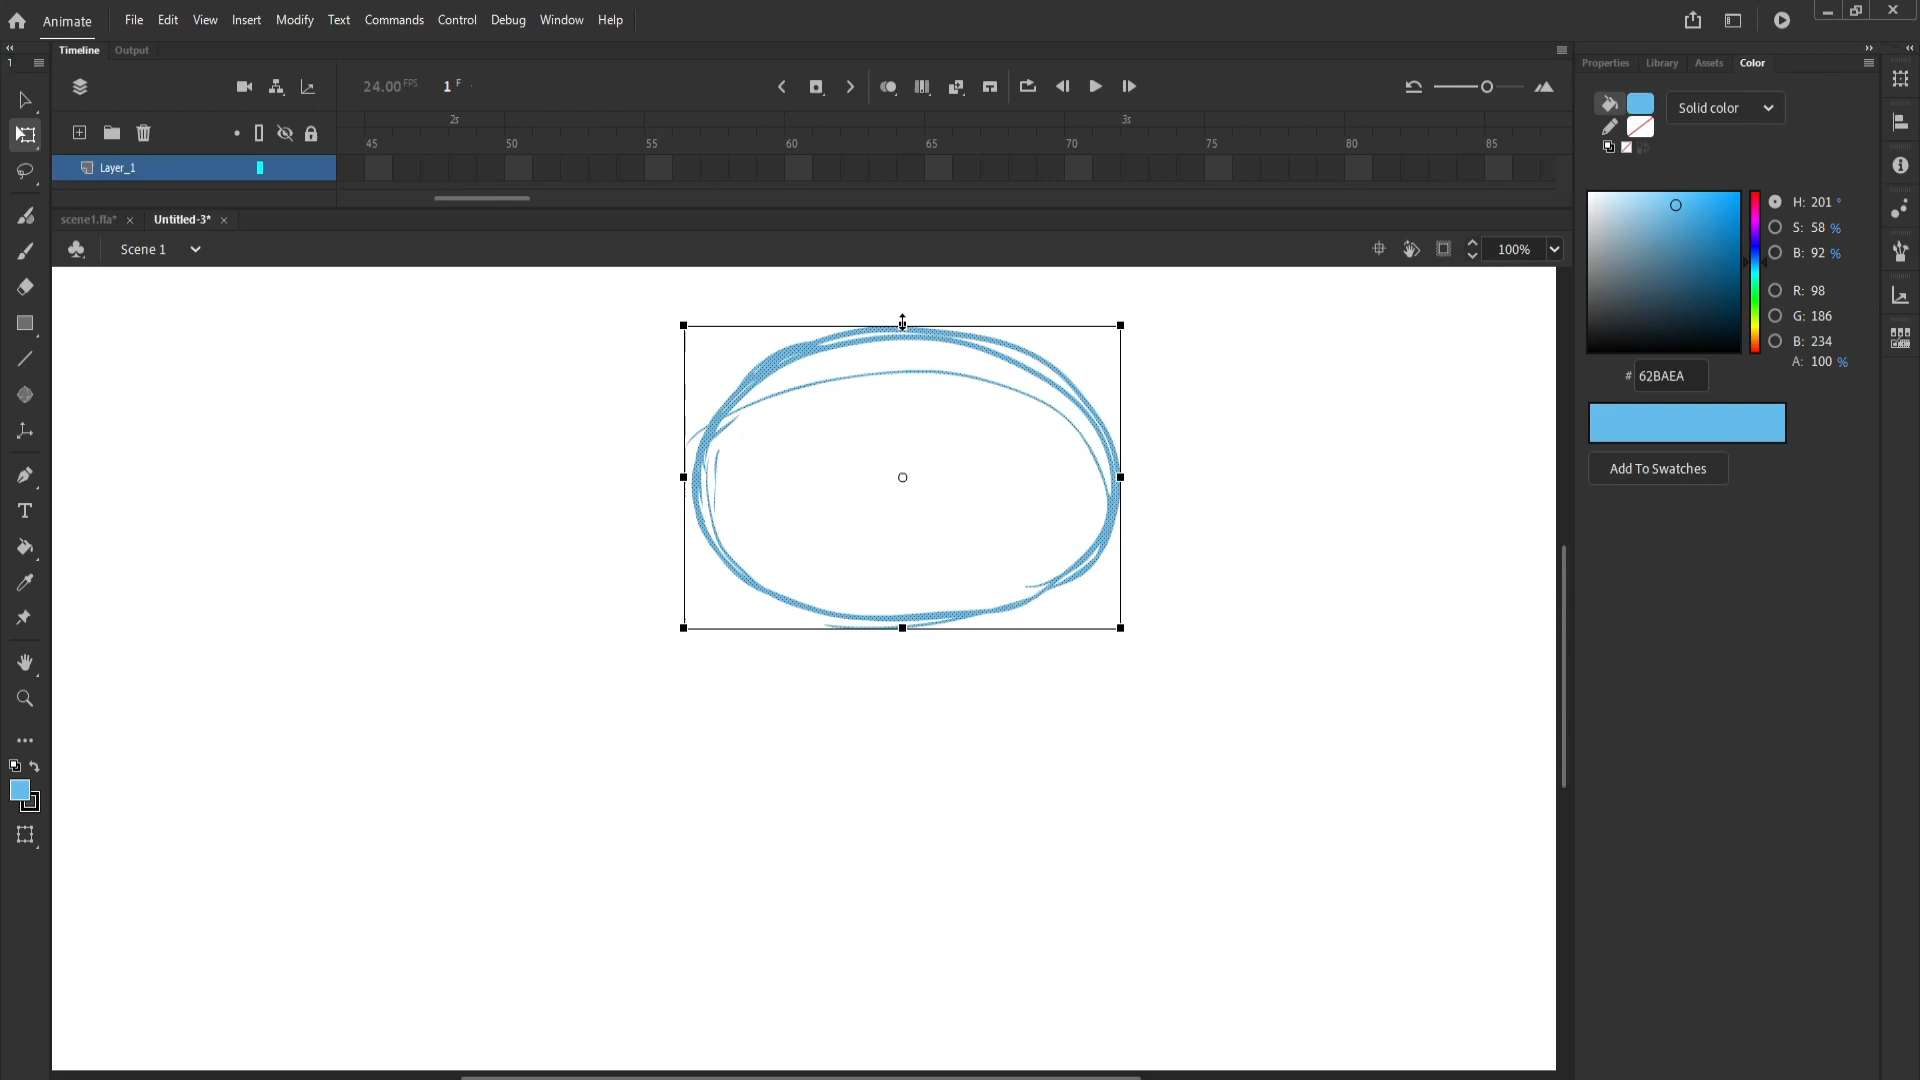 Animate File Edit View Insert Modify Text Commands Control Debug Window Help
Timeline Output
Properties Library Assets Color
24.00 FPS 1 F
Solid color
2s 3s
45 50 55 60 65 70 75 80 85
Layer_1
scene1.fla* Untitled-3*
Scene 1
100%
H: 201 °
S: 58 %
B: 92 %
R: 98
G: 186
B: 234
A: 100 %
# 62BAEA
Add To Swatches